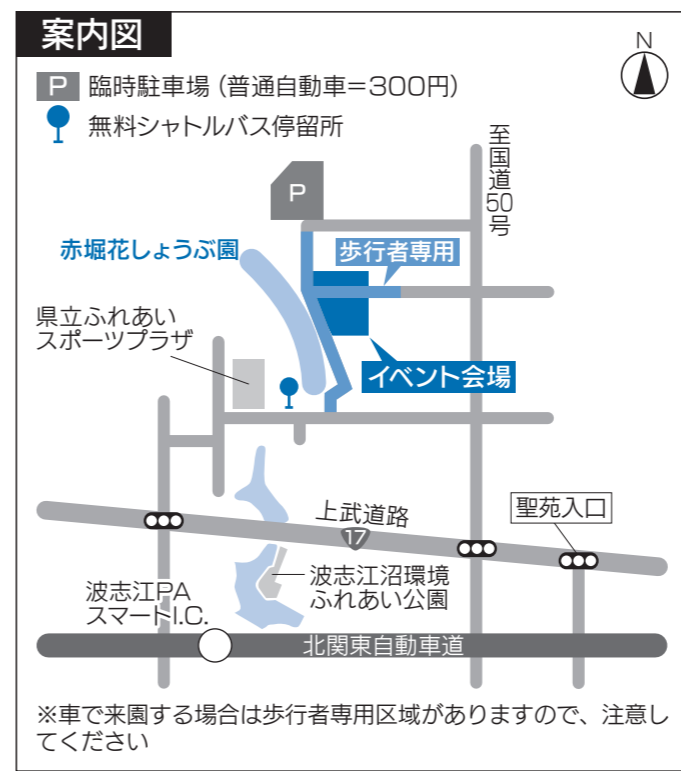 案内図
N
P 臨時駐車場（普通自動車＝300円）
無料シャトルバス停留所
至国道50号
P
赤堀花しょうぶ園
歩行者専用
県立ふれあい
スポーツプラザ
イベント会場
上武道路
17
聖苑入口
波志江沼環境
ふれあい公園
波志江PA
スマートI.C.
北関東自動車道
※車で来園する場合は歩行者専用区域がありますので、注意し
てください